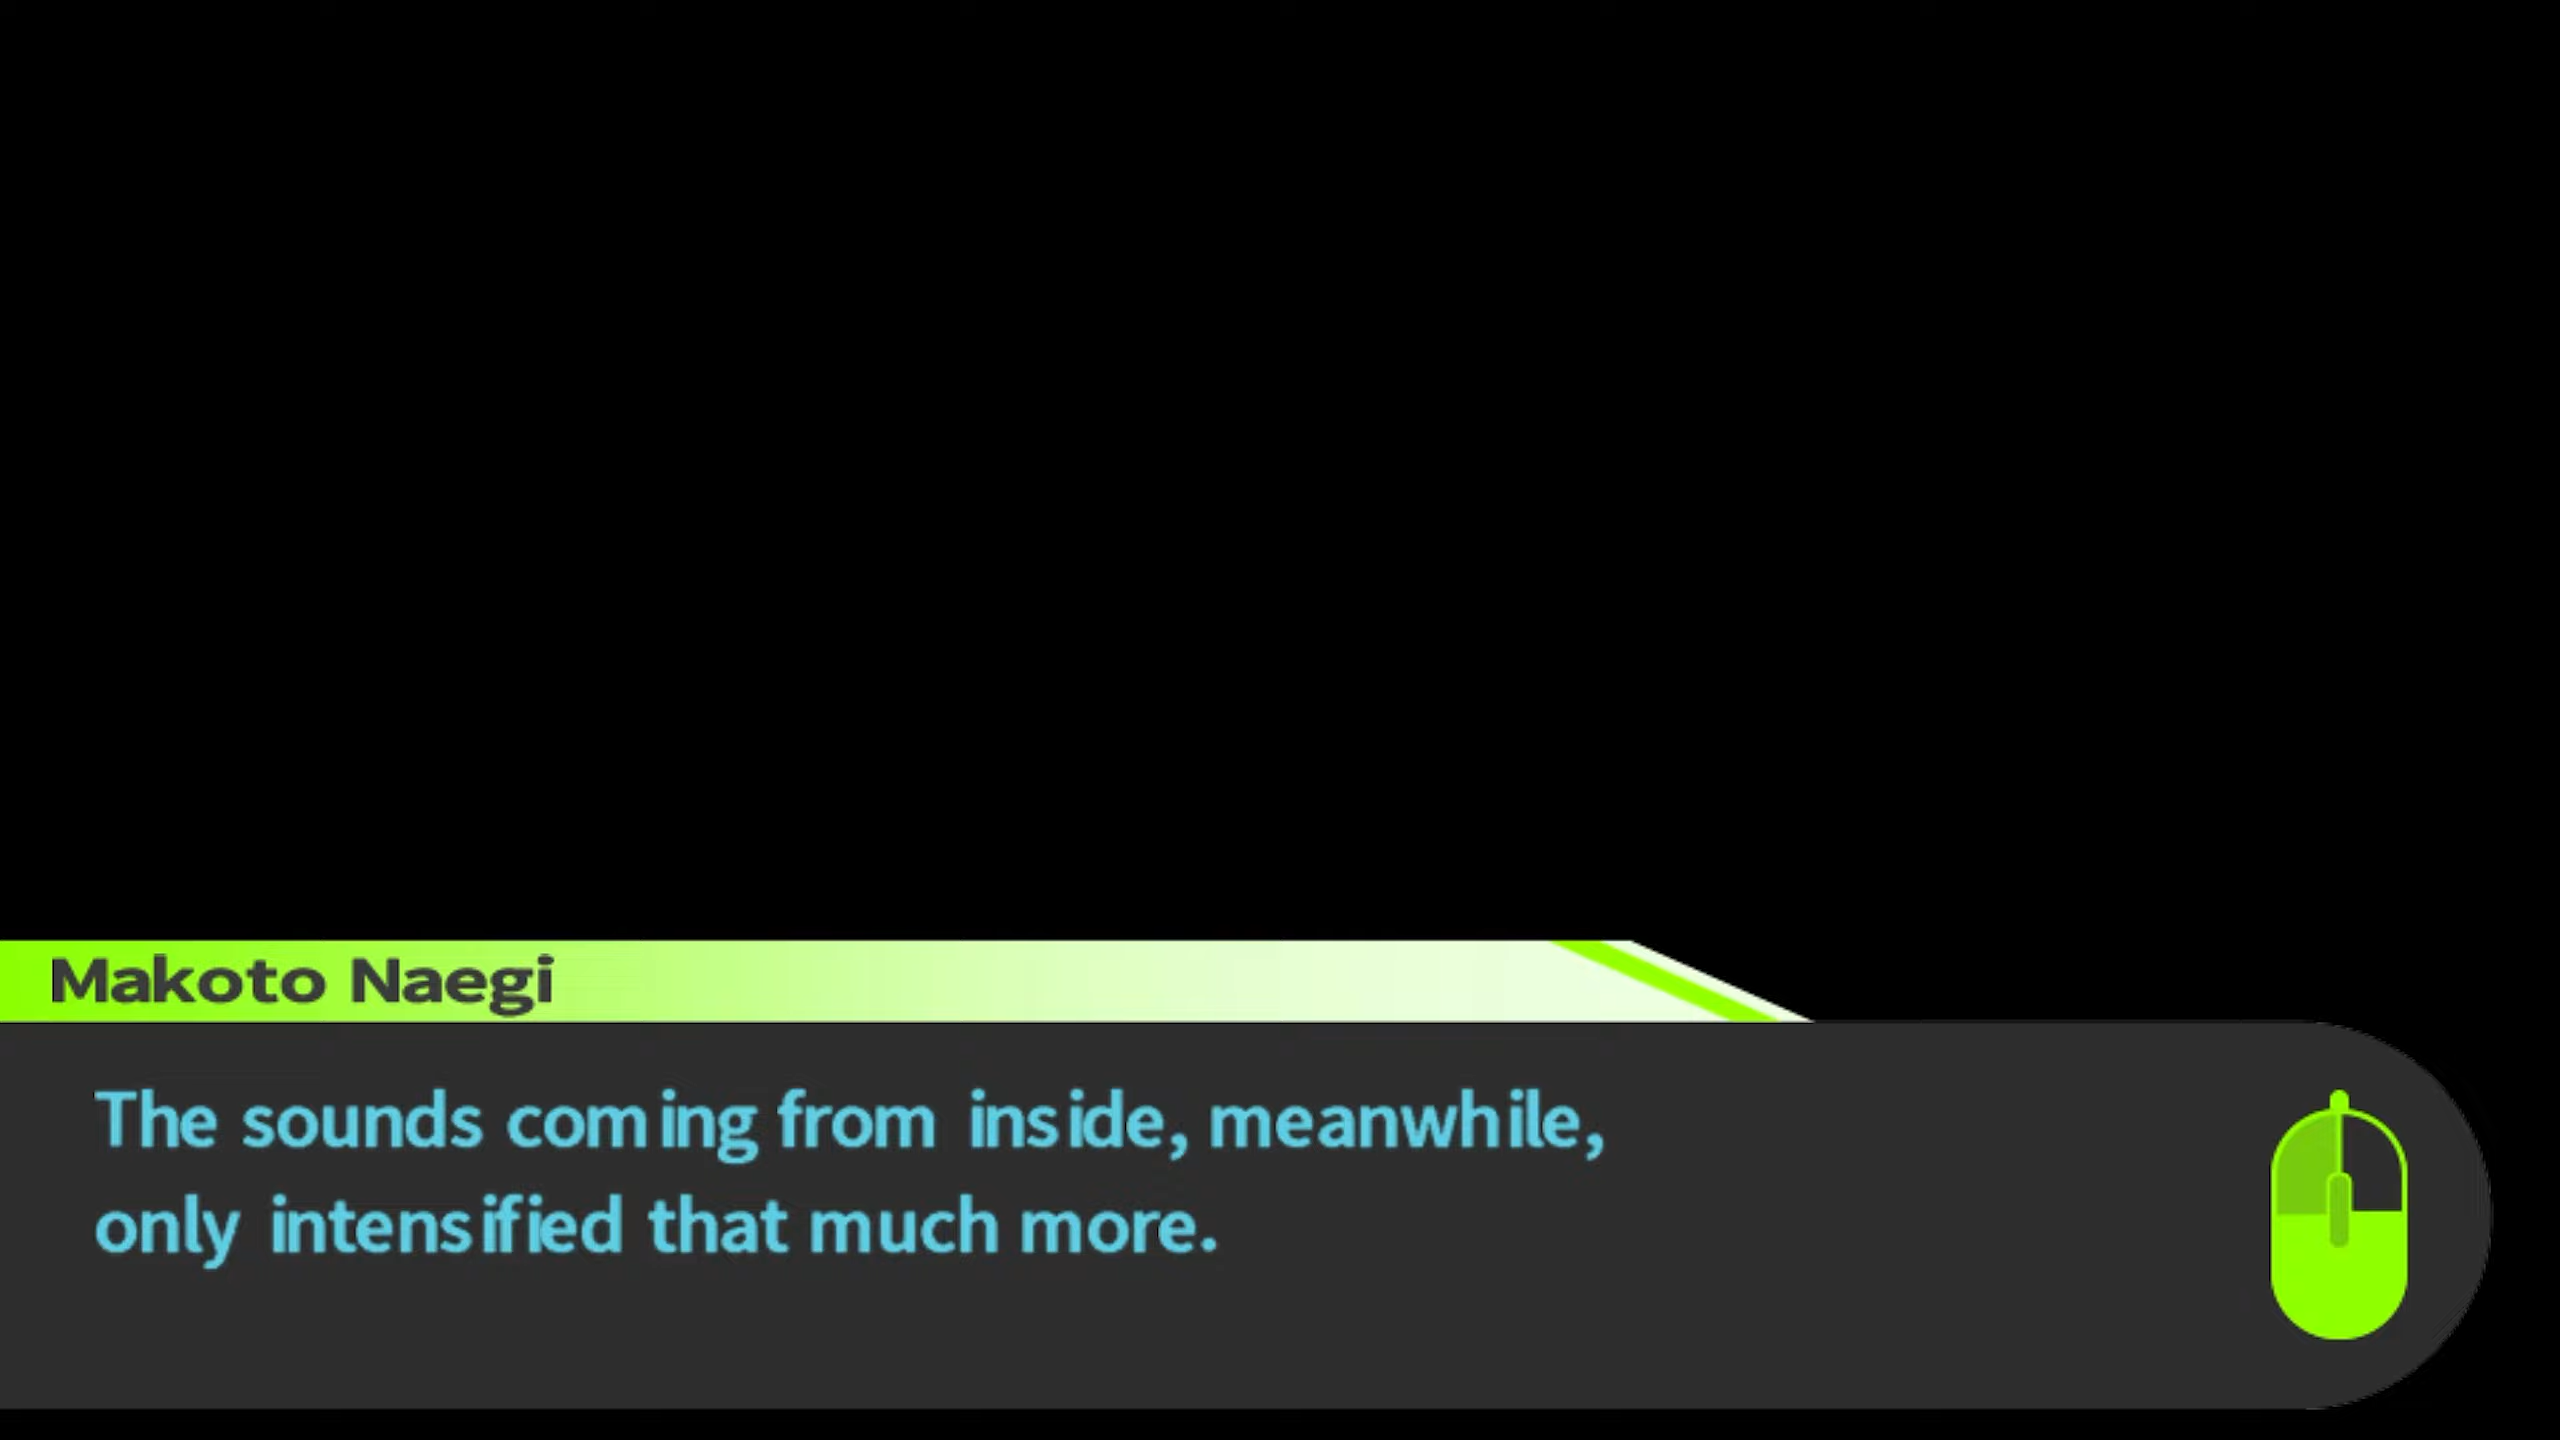 Makoto Naegi
The sounds coming from inside, meanwhile,
only intensified that much more.